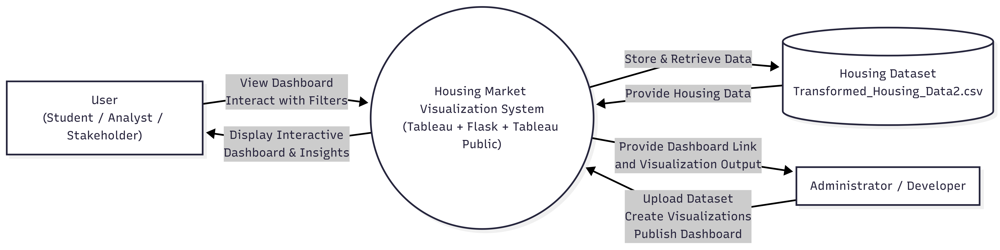 User
(Student / Analyst /
Stakeholder)
View Dashboard
Interact with Filters
Display Interactive
Dashboard & Insights
Housing Market
Visualization System
(Tableau + Flask + Tableau
Public)
Store & Retrieve Data
Provide Housing Data
Housing Dataset
Transformed_Housing_Data2.csv
Provide Dashboard Link
and Visualization Output
Upload Dataset
Create Visualizations
Publish Dashboard
Administrator / Developer